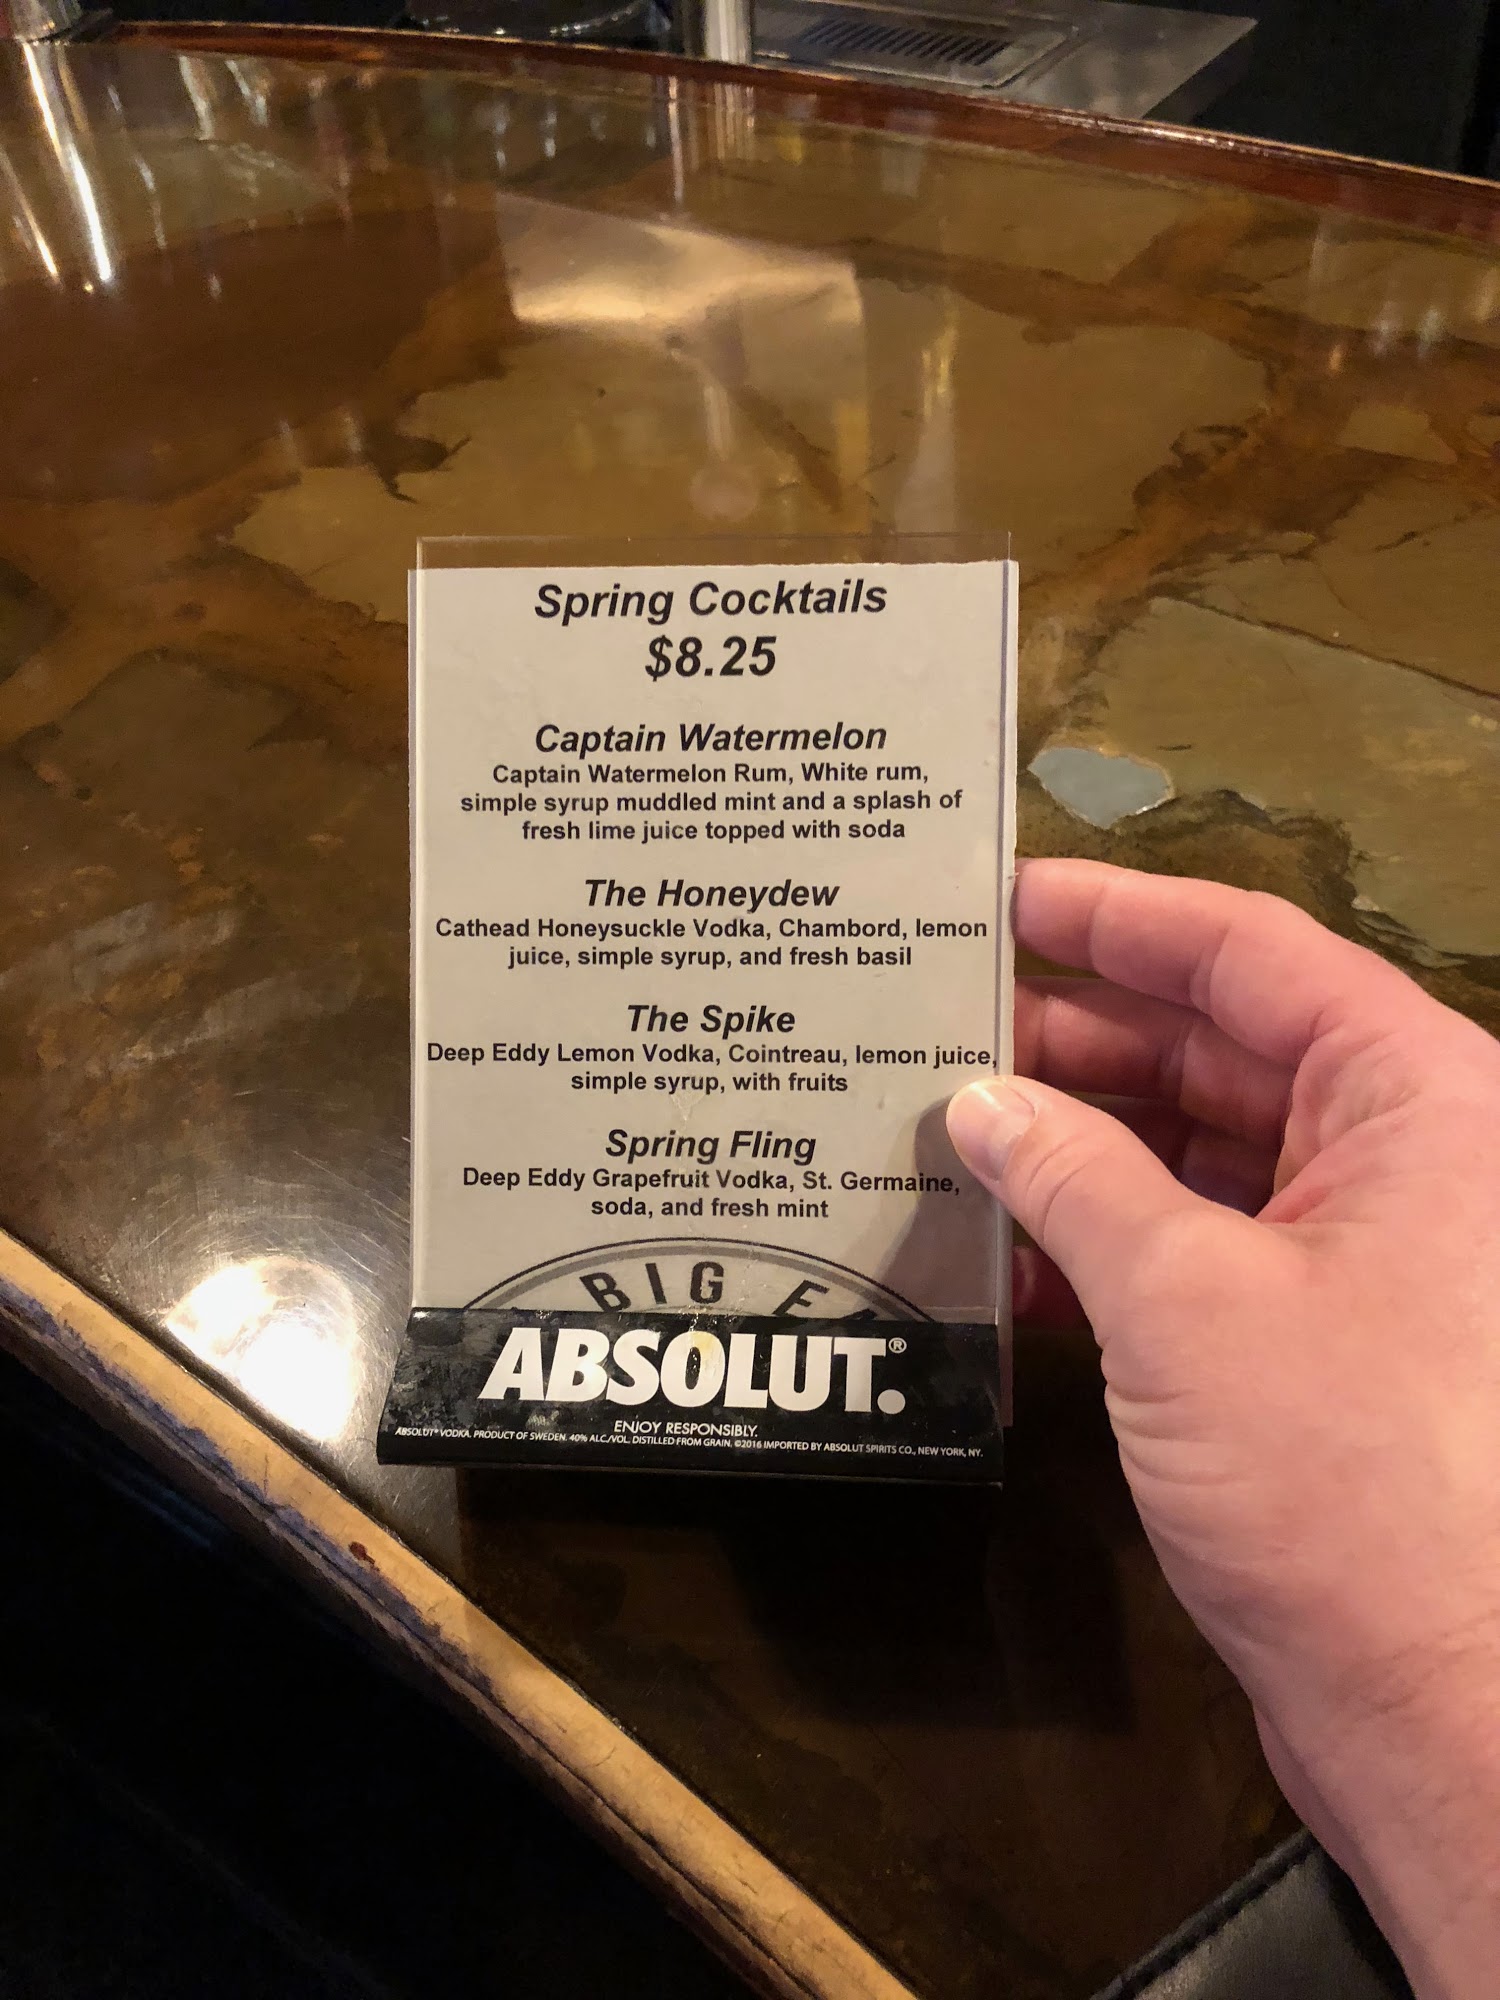 Spring Cocktails
$8.25
Captain Watermelon
Captain Watermelon Rum, White rum,
simple syrup muddled mint and a splash of
fresh lime juice topped with soda
The Honeydew
Cathead Honeysuckle Vodka, Chambord, lemon
juice, simple syrup, and fresh basil
The Spike
Deep Eddy Lemon Vodka, Cointreau, lemon juice,
simple syrup, with fruits
Spring Fling
Deep Eddy Grapefruit Vodka, St. Germaine,
soda, and fresh mint
BIG
ABSOLUT.®
ENJOY RESPONSIBLY.
ABSOLUT® VODKA. PRODUCT OF SWEDEN. 40% ALC./VOL. DISTILLED FROM GRAIN. ©2016 IMPORTED BY ABSOLUT SPIRITS CO., NEW YORK, NY.